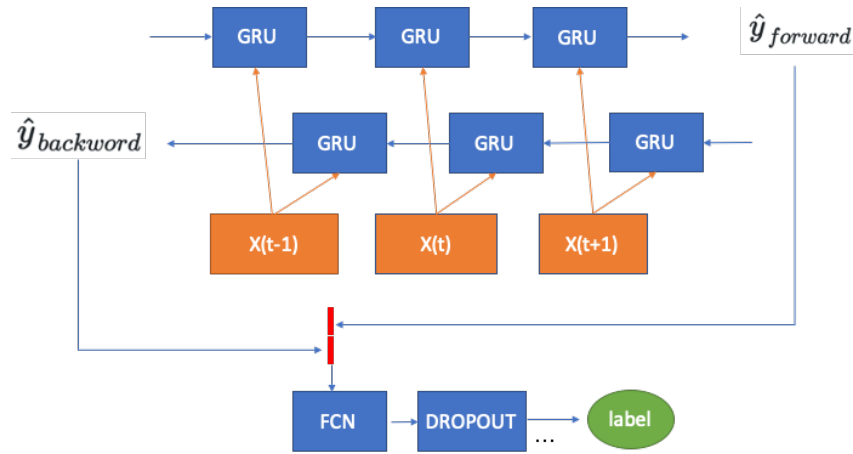 GRU GRU GRU ŷ forward
ŷ backword GRU GRU GRU
X(t-1) X(t) X(t+1)
FCN DROPOUT ... label